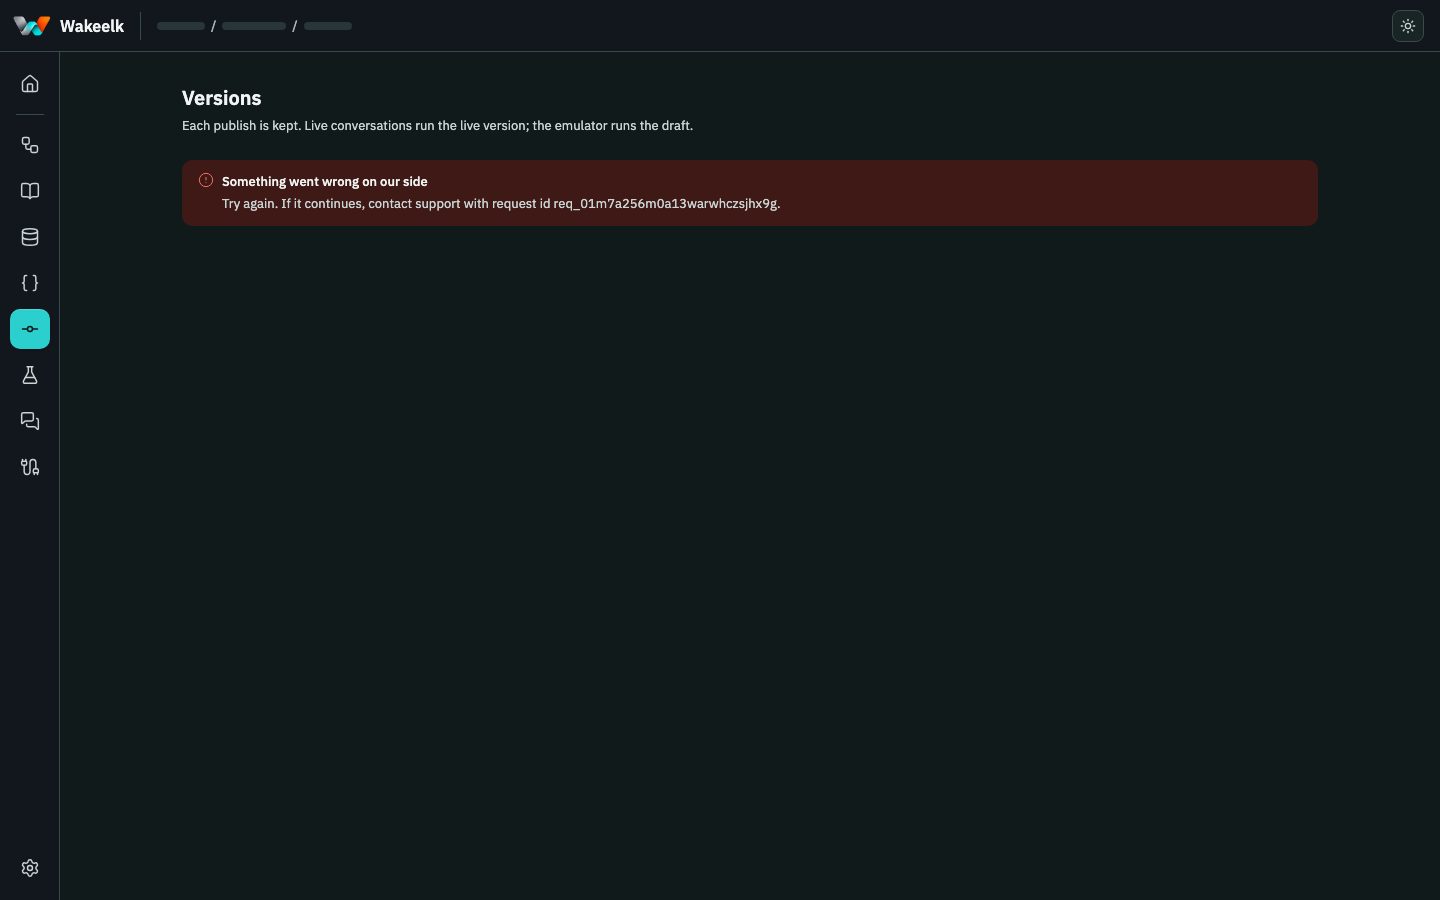 Wakeelk / /
Versions
Each publish is kept. Live conversations run the live version; the emulator runs the draft.
Something went wrong on our side
Try again. If it continues, contact support with request id req_01m7a256m0a13warwhczsjhx9g.